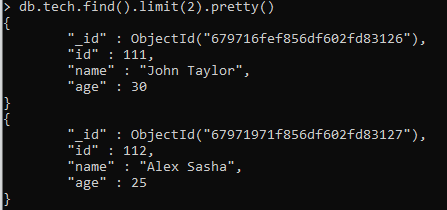 > db.tech.find().limit(2).pretty()
{
        "_id" : ObjectId("679716fef856df602fd83126"),
        "id" : 111,
        "name" : "John Taylor",
        "age" : 30
}
{
        "_id" : ObjectId("67971971f856df602fd83127"),
        "id" : 112,
        "name" : "Alex Sasha",
        "age" : 25
}